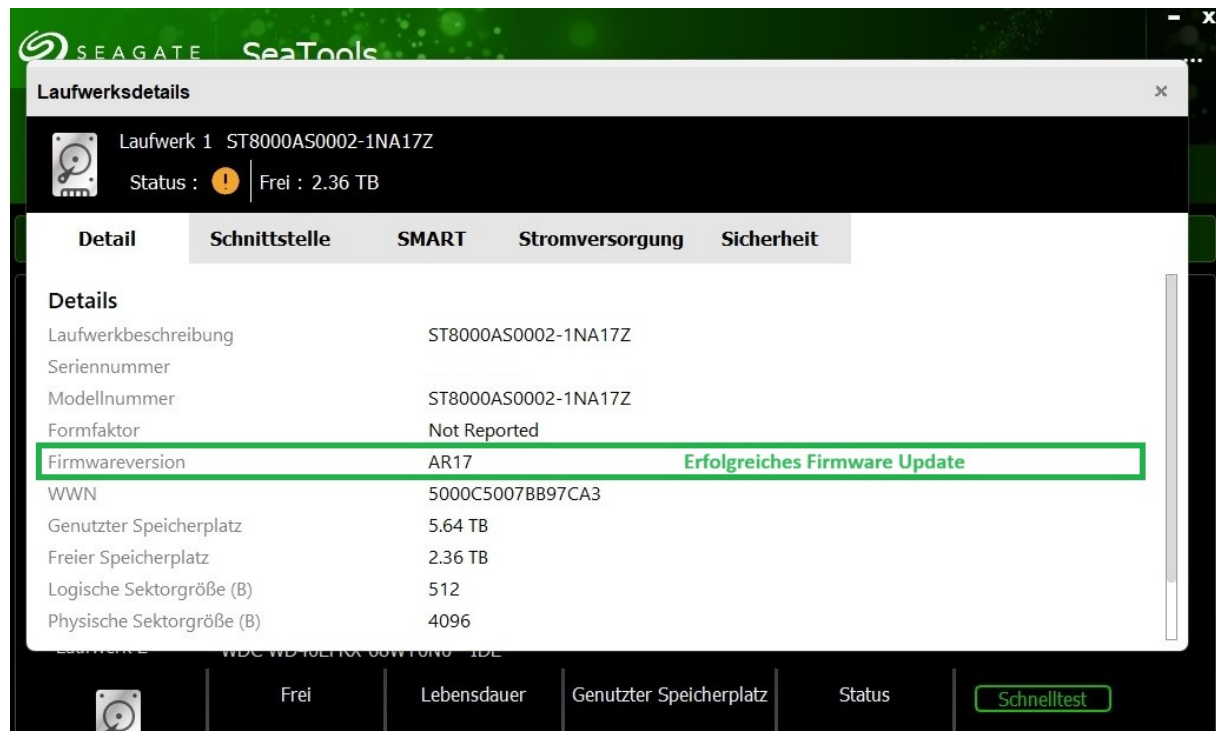 SEAGATE SeaTools
Laufwerksdetails
Laufwerk 1 ST8000AS0002-1NA17Z
Status : Frei : 2.36 TB
Detail Schnittstelle SMART Stromversorgung Sicherheit
Details
Laufwerkbeschreibung ST8000AS0002-1NA17Z
Seriennummer
Modellnummer ST8000AS0002-1NA17Z
Formfaktor Not Reported
Firmwareversion AR17 Erfolgreiches Firmware Update
WWN 5000C5007BB97CA3
Genutzter Speicherplatz 5.64 TB
Freier Speicherplatz 2.36 TB
Logische Sektorgröße (B) 512
Physische Sektorgröße (B) 4096
Laufwerk 2
Frei Lebensdauer Genutzter Speicherplatz Status Schnelltest